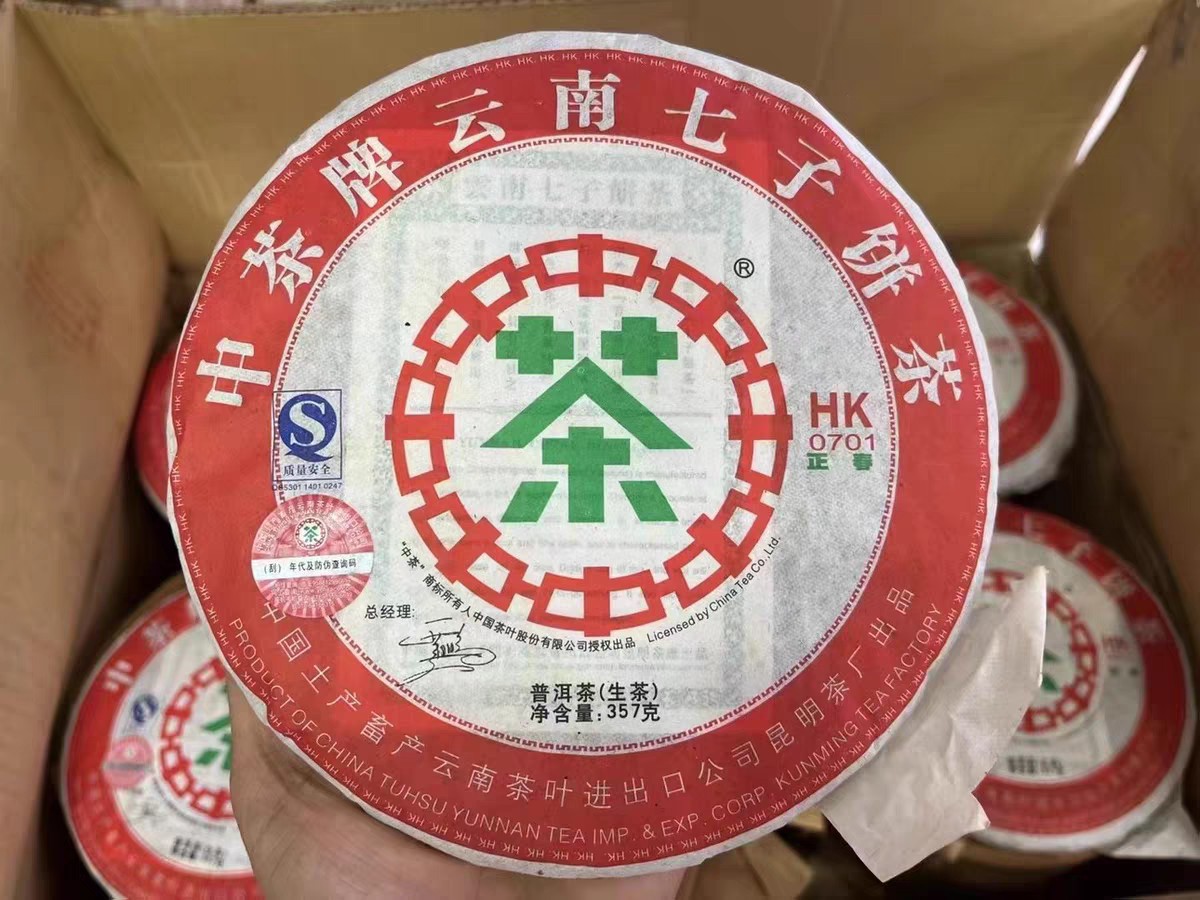 中茶牌云南七子饼茶
雲南七子餅茶
®
茶
HK
0701
正春
质量安全
QS5301 1401 0247
茶
(刮) 年代及防伪查询码
总经理:
"中茶" 商标所有人中国茶叶股份有限公司授权出品 Licensed by China Tea Co., Ltd.
普洱茶(生茶)
净含量: 357克
中国土产畜产云南茶叶进出口公司昆明茶厂出品
PRODUCT OF CHINA TUHSU YUNNAN TEA IMP. & EXP. CORP. KUNMING TEA FACTORY